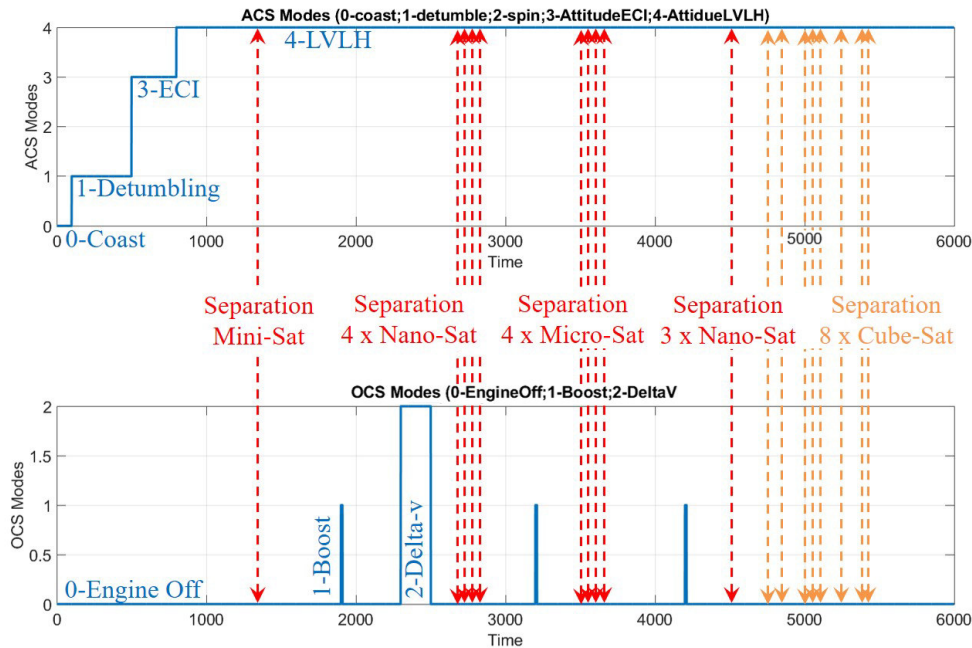 ACS Modes (0-coast;1-detumble;2-spin;3-AttitudeECI;4-AttidueLVLH)
4
3
2
1
0
ACS Modes
4-LVLH
3-ECI
1-Detumbling
0-Coast
0 1000 2000 3000 4000 5000 6000
Time
Separation Separation Separation Separation Separation
Mini-Sat 4 x Nano-Sat 4 x Micro-Sat 3 x Nano-Sat 8 x Cube-Sat
OCS Modes (0-EngineOff;1-Boost;2-DeltaV
2
1.5
1
0.5
0
OCS Modes
0-Engine Off
1-Boost
2-Delta-v
0 1000 2000 3000 4000 5000 6000
Time